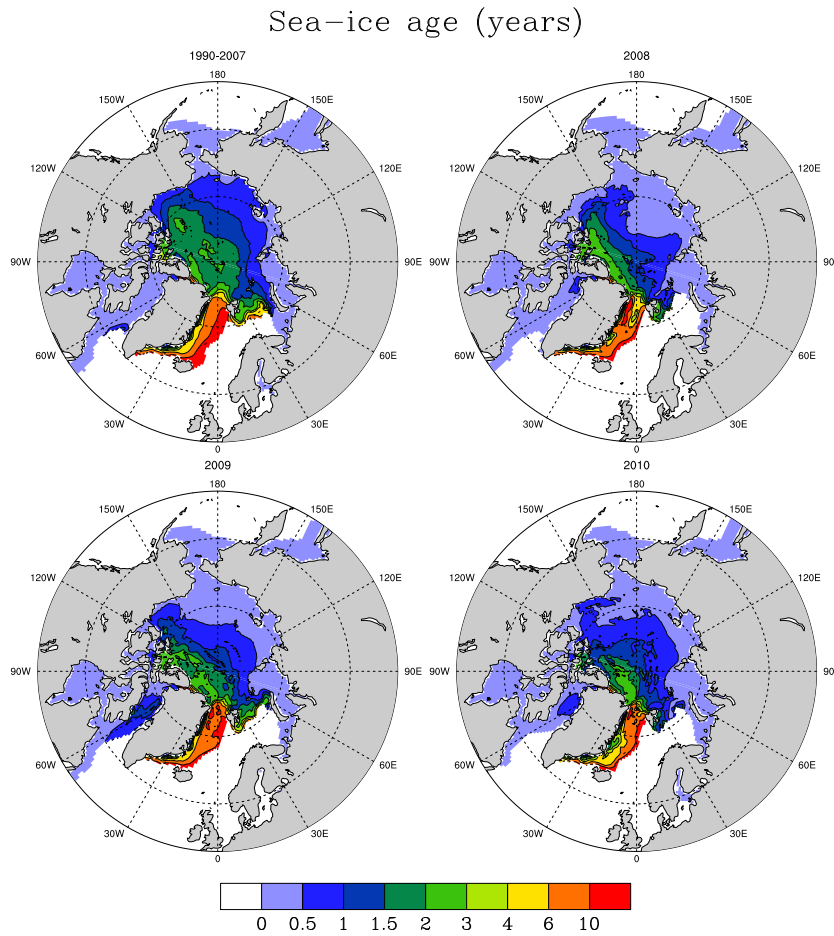 Sea-ice age (years)
1990-2007 2008
180 180
150W 150E 150W 150E
120W 120E 120W 120E
90W 90E 90W 90
60W 60E 60W 60E
30W 30E 30W 30E
0 0
2009 2010
180 180
150W 150E 150W 150E
120W 120E 120W 120E
90W 90E 90W 90
60W 60E 60W 60E
30W 30E 30W 30E
0 0
0 0.5 1 1.5 2 3 4 6 10